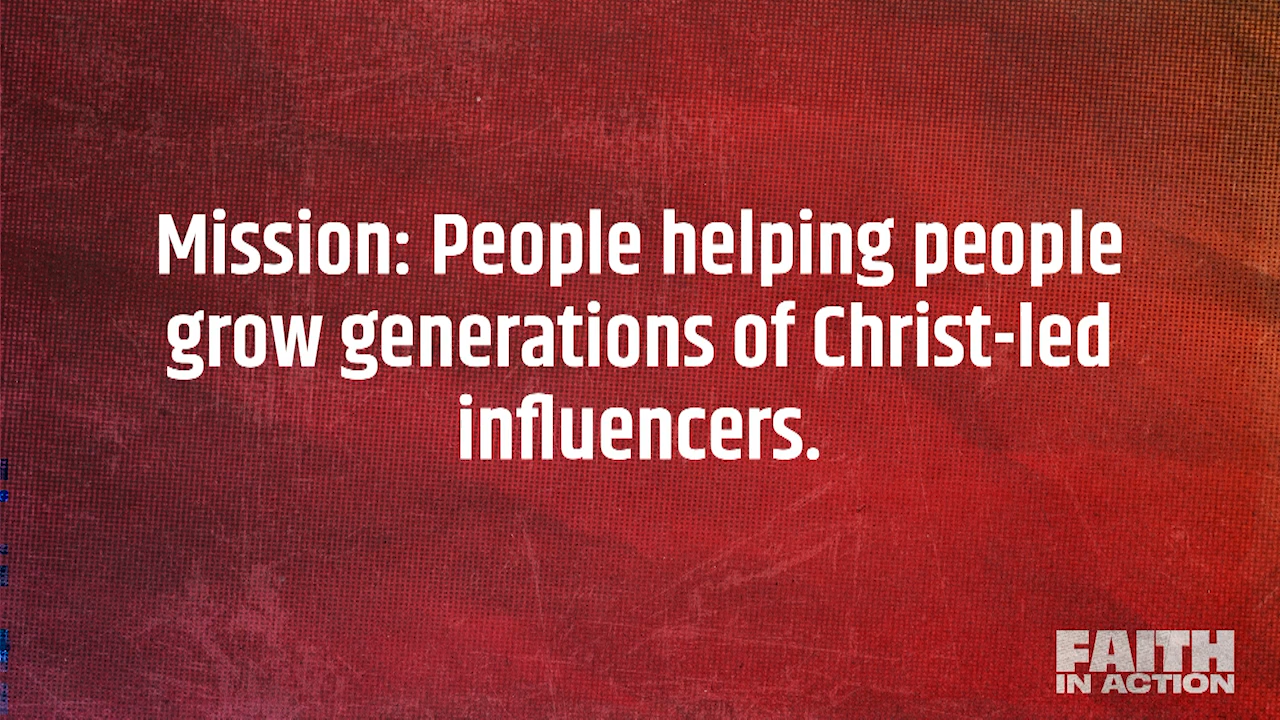 Mission: People helping people
grow generations of Christ-led
influencers.
FAITH
IN ACTION